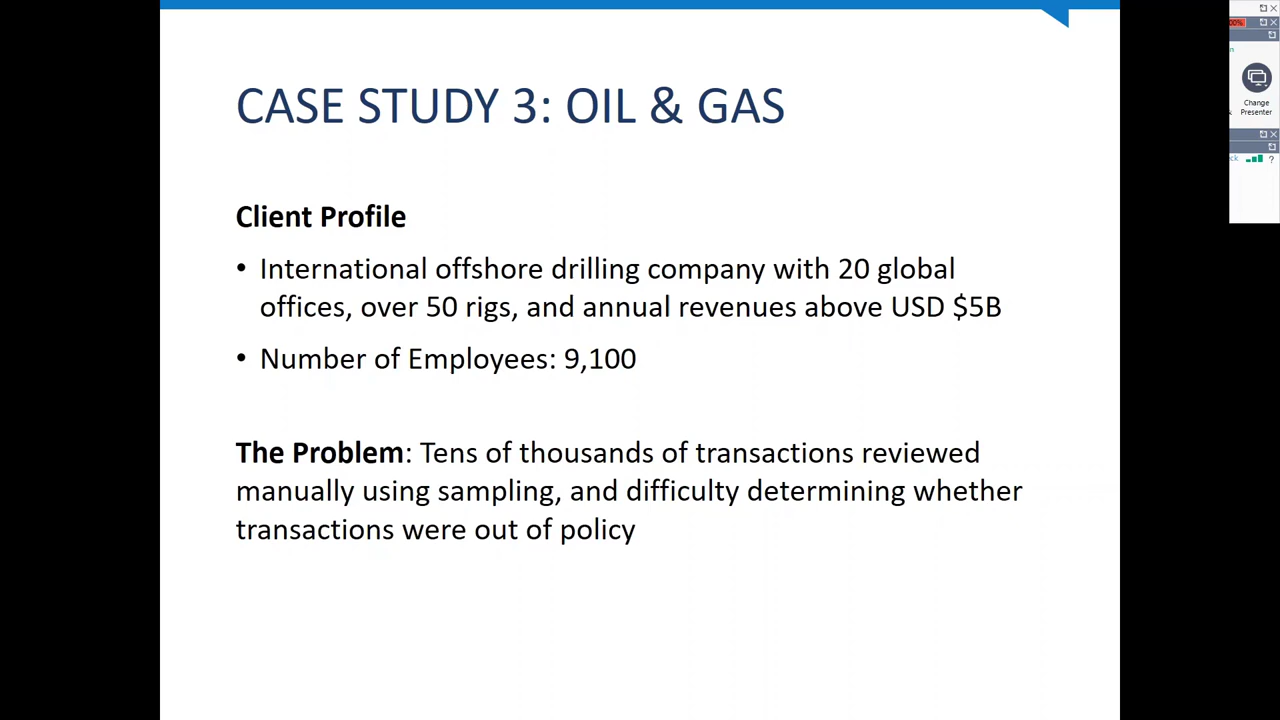 CASE STUDY 3: OIL & GAS
Client Profile
• International offshore drilling company with 20 global
offices, over 50 rigs, and annual revenues above USD $5B
• Number of Employees: 9,100
The Problem: Tens of thousands of transactions reviewed
manually using sampling, and difficulty determining whether
transactions were out of policy
Change
Presenter
?